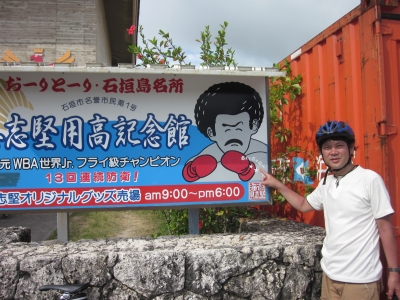 おーりとーり・石垣島名所
石垣市名誉市民第1号
志堅用高記念館
元 WBA世界Jr.フライ級チャンピオン
13回連続防衛!
志堅オリジナルグッズ売場 am9:00〜pm6:00